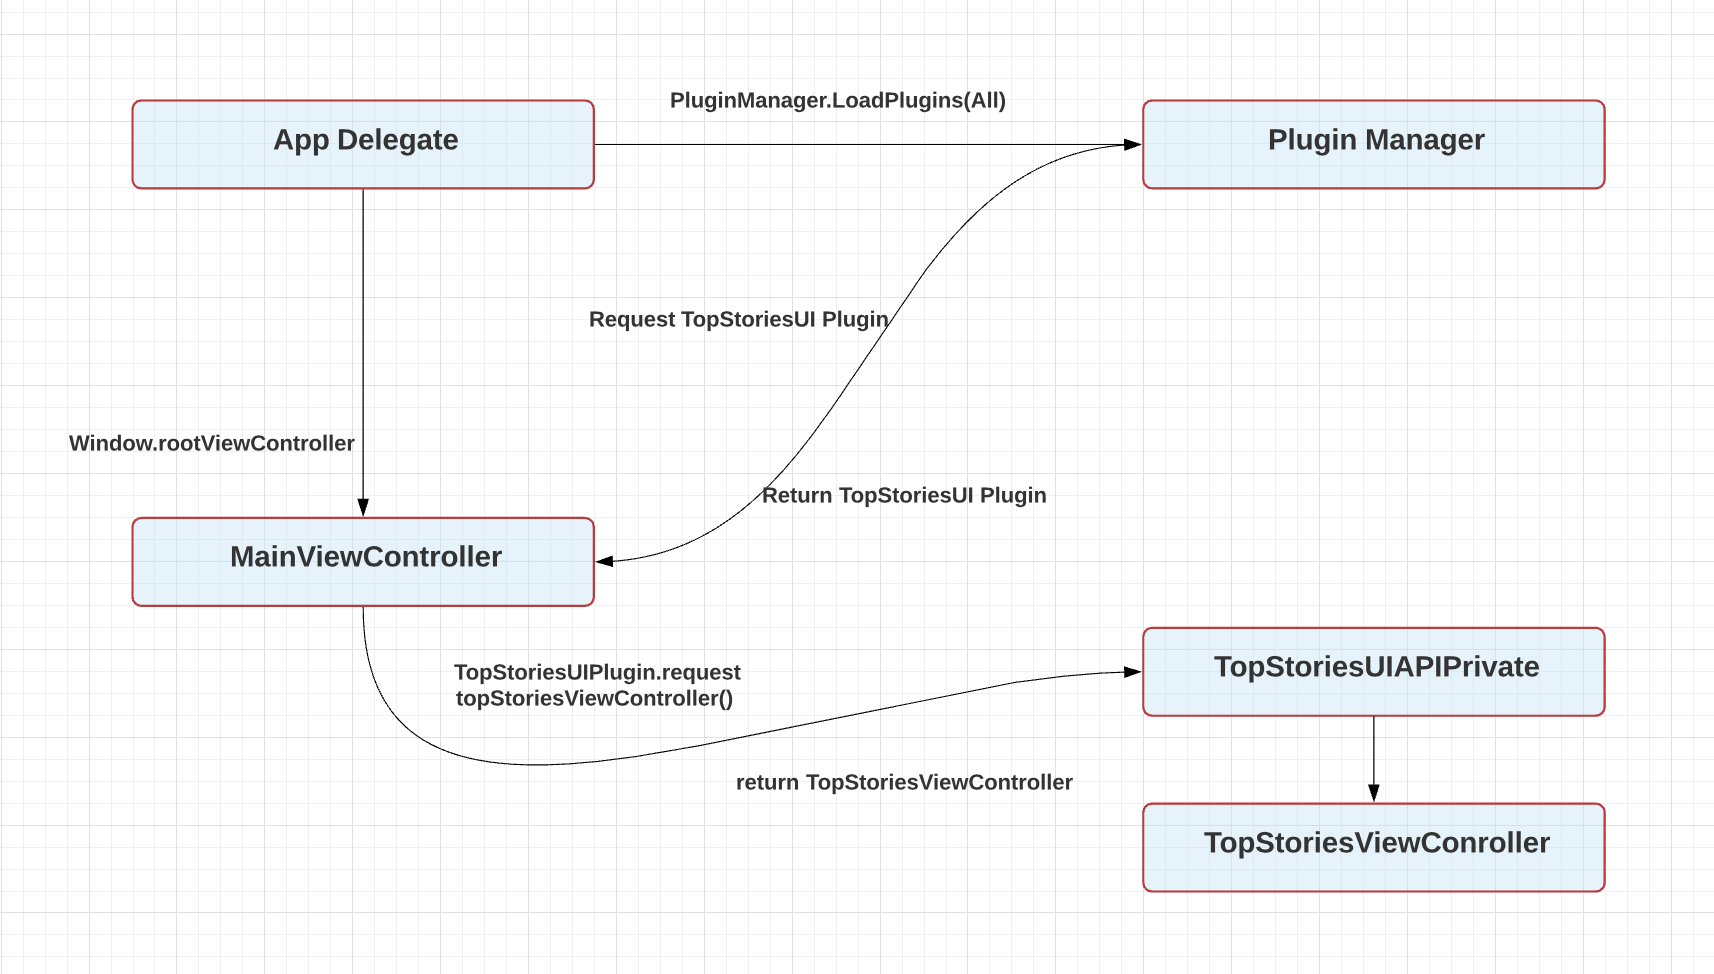 PluginManager.LoadPlugins(All)
App Delegate
Plugin Manager
Request TopStoriesUI Plugin
Window.rootViewController
Return TopStoriesUI Plugin
MainViewController
TopStoriesUIPlugin.request
topStoriesViewController()
TopStoriesUIAPIPrivate
return TopStoriesViewController
TopStoriesViewConroller